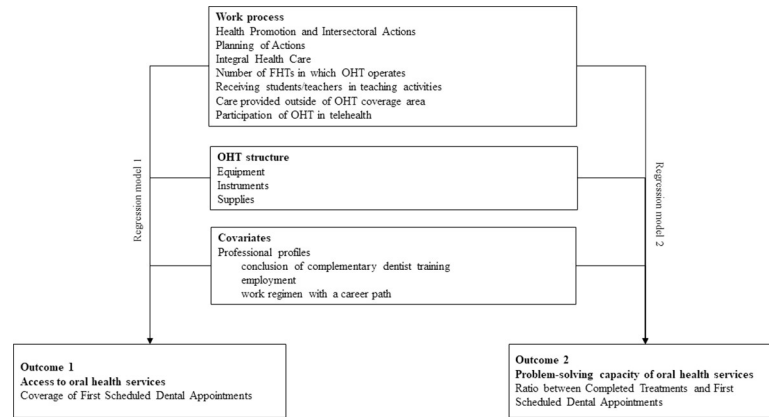 Work process
Health Promotion and Intersectoral Actions
Planning of Actions
Integral Health Care
Number of FHTs in which OHT operates
Receiving students/teachers in teaching activities
Care provided outside of OHT coverage area
Participation of OHT in telehealth
Regression model 1
Regression model 2
OHT structure
Equipment
Instruments
Supplies
Covariates
Professional profiles
conclusion of complementary dentist training
employment
work regimen with a career path
Outcome 1
Access to oral health services
Coverage of First Scheduled Dental Appointments
Outcome 2
Problem-solving capacity of oral health services
Ratio between Completed Treatments and First
Scheduled Dental Appointments